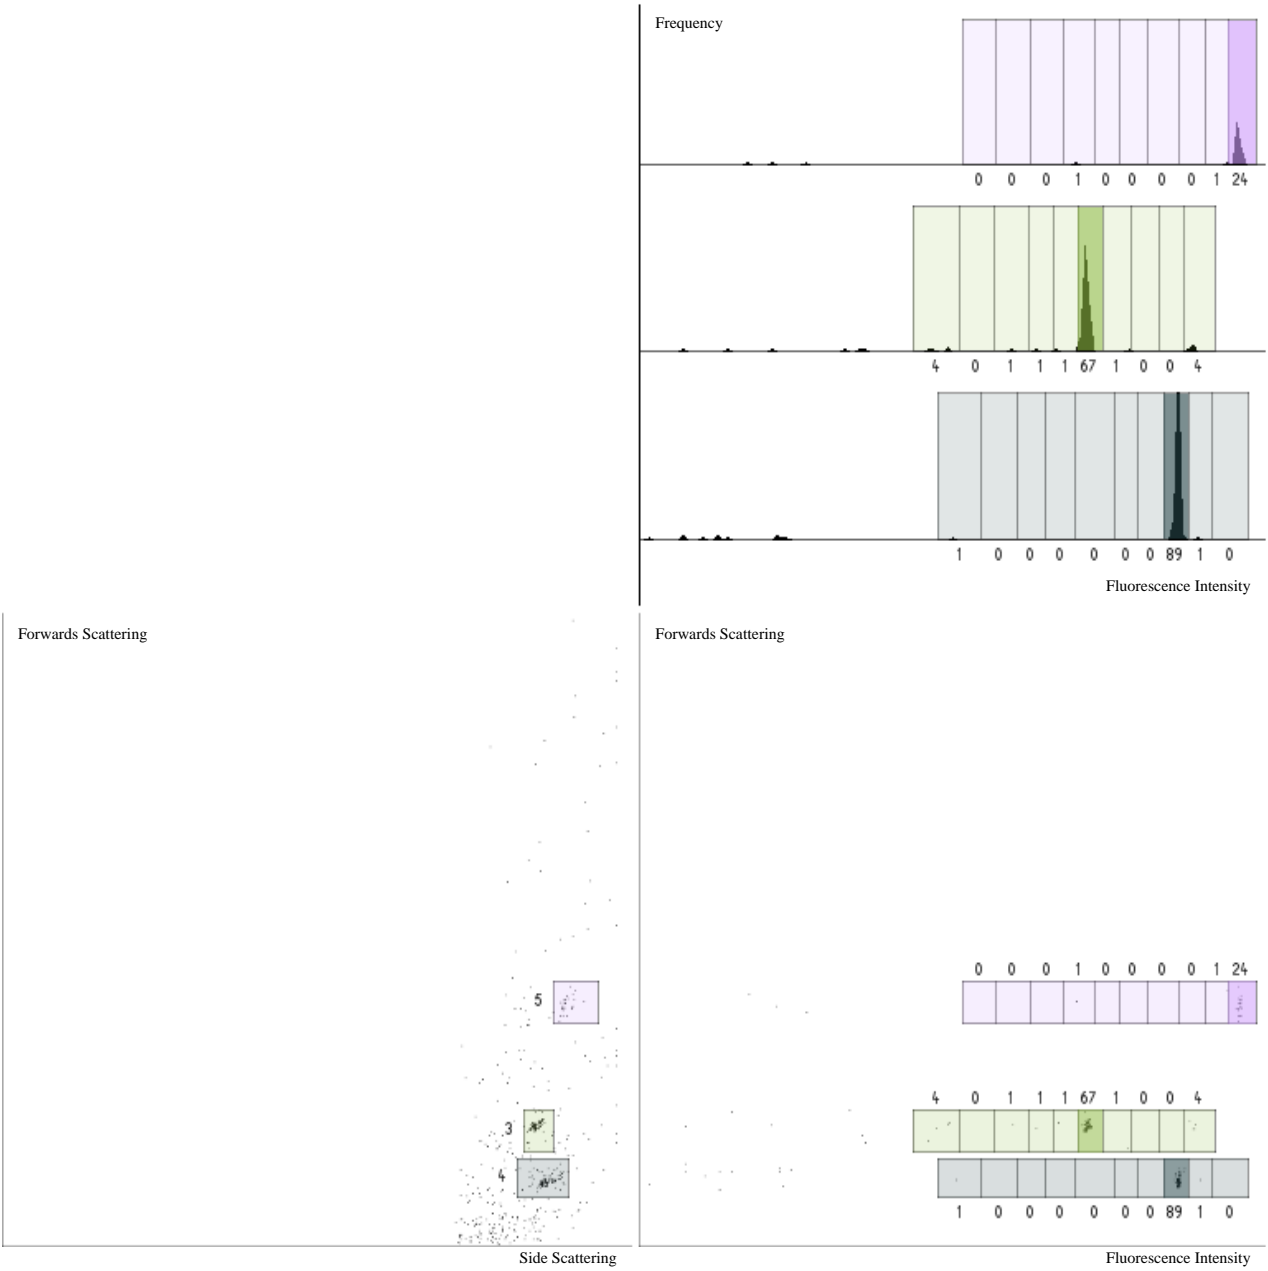 Frequency
0 0 0 1 0 0 0 0 1 24
4 0 1 1 1 67 1 0 0 4
1 0 0 0 0 0 0 89 1 0
Fluorescence Intensity
Forwards Scattering
5
3
4
Side Scattering
Forwards Scattering
0 0 0 1 0 0 0 0 1 24
4 0 1 1 1 67 1 0 0 4
1 0 0 0 0 0 0 89 1 0
Fluorescence Intensity